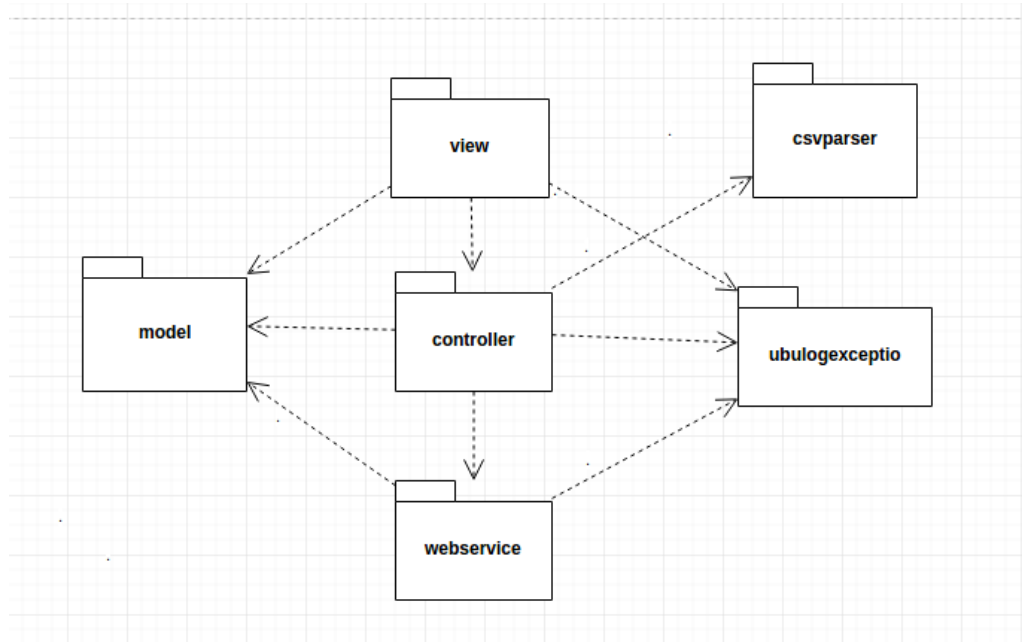 view
csvparser
model
controller
ubulogexceptio
webservice